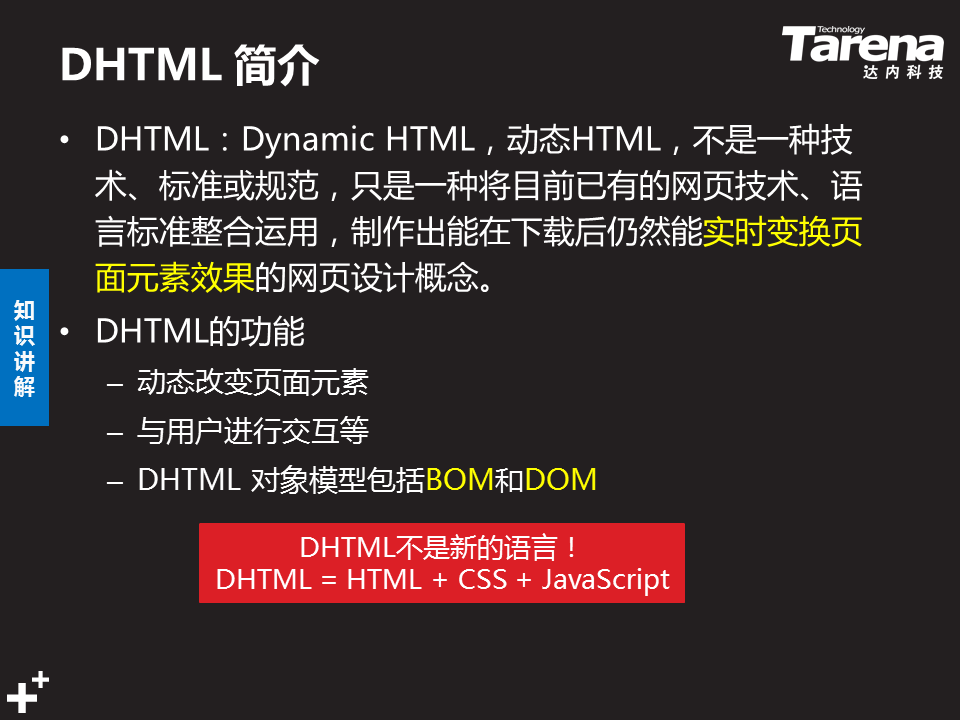 DHTML 简介
Technology
Tarena
达内科技
• DHTML：Dynamic HTML，动态HTML，不是一种技
术、标准或规范，只是一种将目前已有的网页技术、语
言标准整合运用，制作出能在下载后仍然能实时变换页
面元素效果的网页设计概念。
知识讲解
• DHTML的功能
– 动态改变页面元素
– 与用户进行交互等
– DHTML 对象模型包括BOM和DOM
DHTML不是新的语言！
DHTML = HTML + CSS + JavaScript